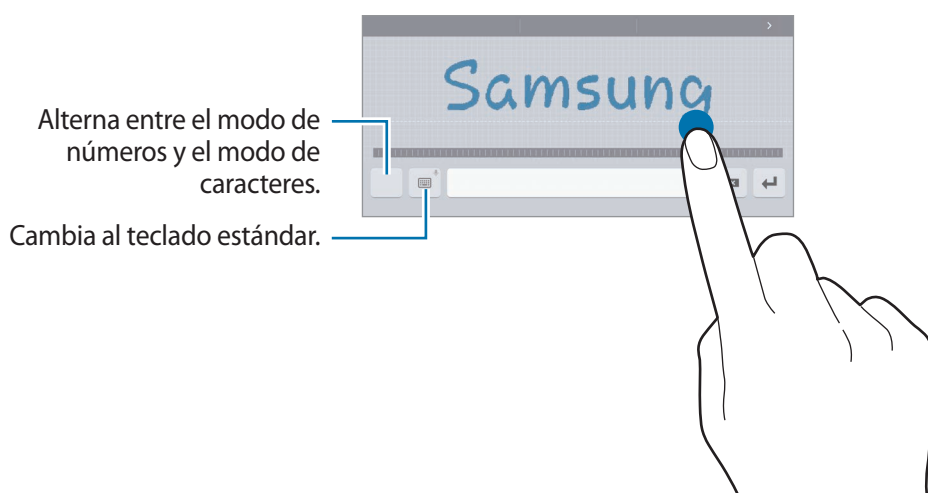 Samsung
Alterna entre el modo de
números y el modo de
caracteres.
Cambia al teclado estándar.